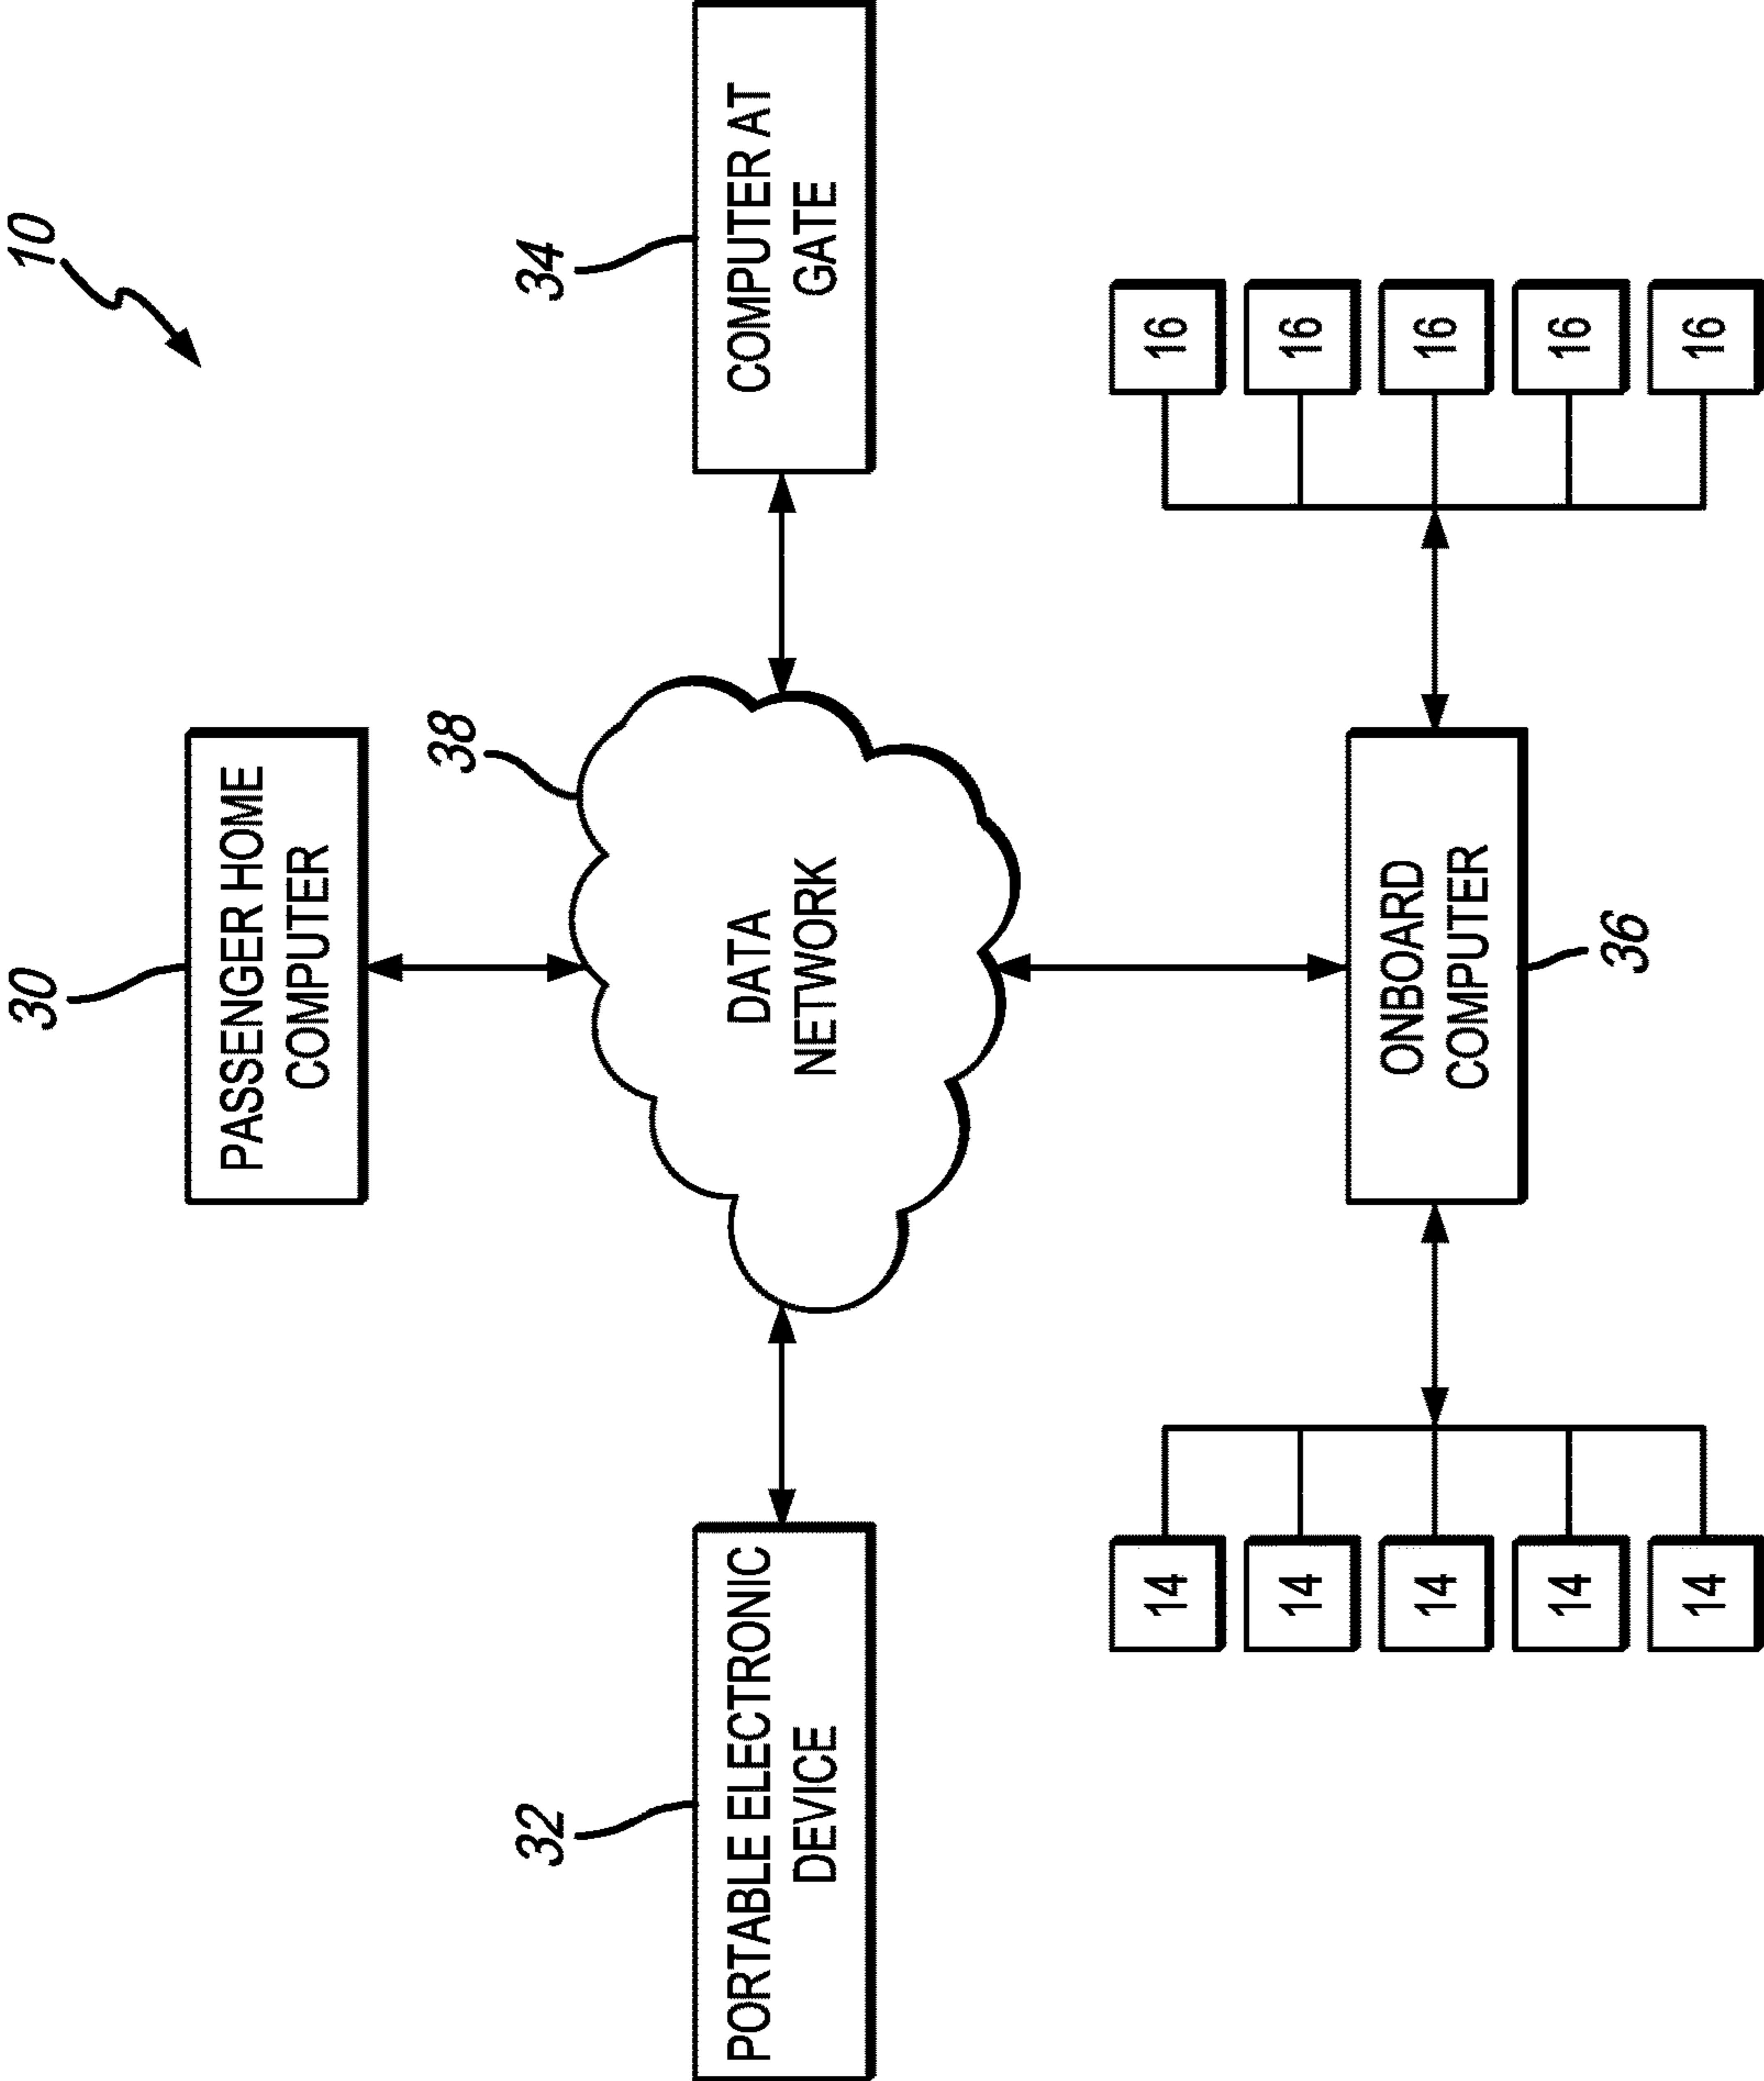 10
30
PASSENGER HOME
COMPUTER
38
32
PORTABLE ELECTRONIC
DEVICE
DATA
NETWORK
34
COMPUTER AT
GATE
14
14
14
14
14
ONBOARD
COMPUTER
36
16
16
16
16
16